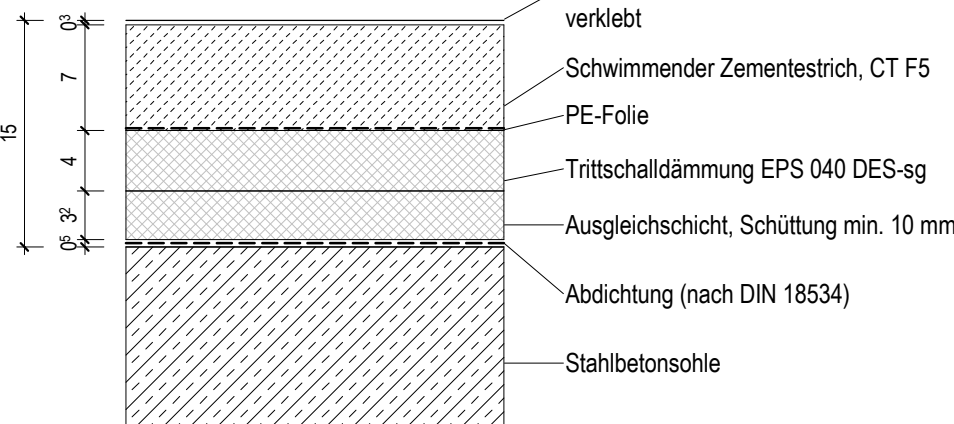 verklebt
Schwimmender Zementestrich, CT F5
PE-Folie
Trittschalldämmung EPS 040 DES-sg
Ausgleichschicht, Schüttung min. 10 mm
Abdichtung (nach DIN 18534)
Stahlbetonsohle
15
0³
7
4
3²
0⁵